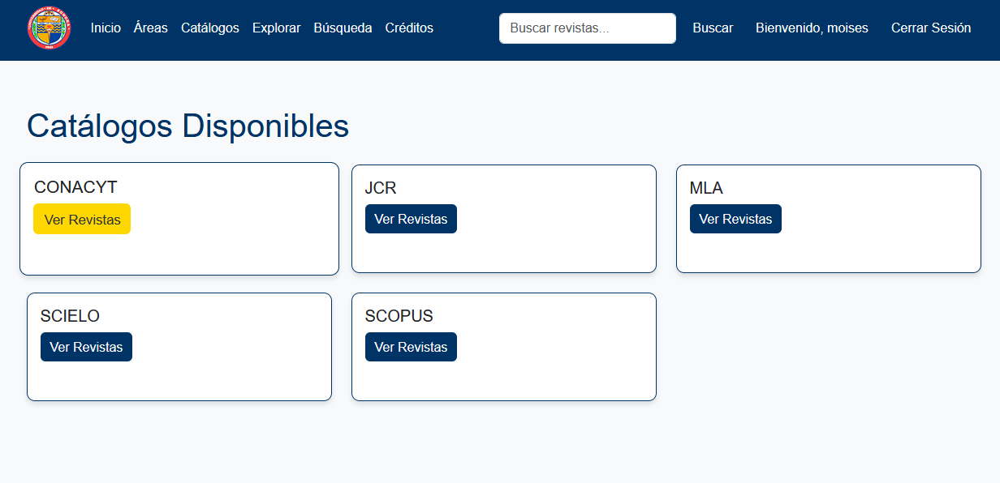 Inicio Áreas Catálogos Explorar Búsqueda Créditos Buscar revistas... Buscar Bienvenido, moises Cerrar Sesión
Catálogos Disponibles
CONACYT
Ver Revistas
JCR
Ver Revistas
MLA
Ver Revistas
SCIELO
Ver Revistas
SCOPUS
Ver Revistas